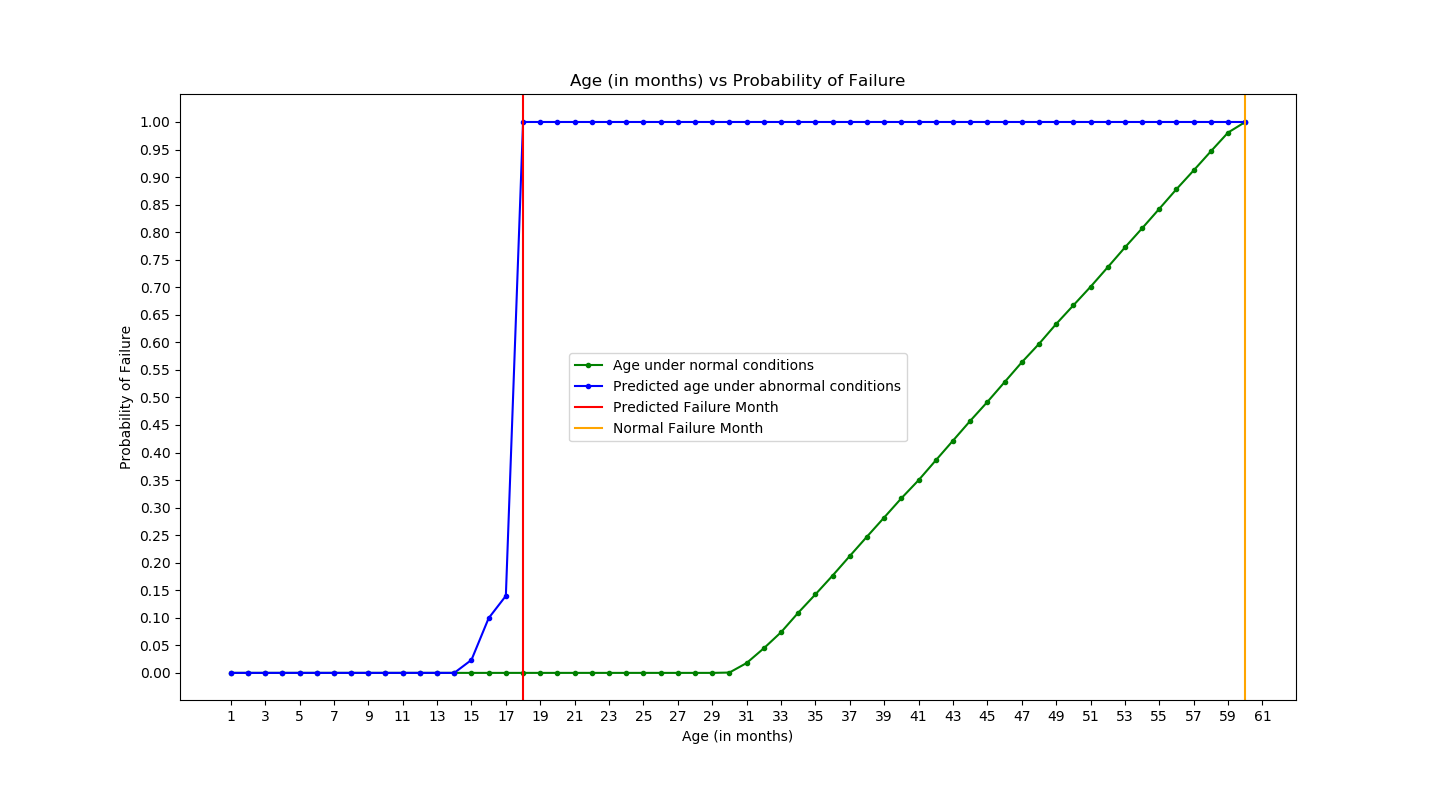 Age (in months) vs Probability of Failure
1.00
0.95
0.90
0.85
0.80
0.75
0.70
0.65
0.60
0.55
0.50
0.45
0.40
0.35
0.30
0.25
0.20
0.15
0.10
0.05
0.00
Probability of Failure
Age under normal conditions
Predicted age under abnormal conditions
Predicted Failure Month
Normal Failure Month
1 3 5 7 9 11 13 15 17 19 21 23 25 27 29 31 33 35 37 39 41 43 45 47 49 51 53 55 57 59 61
Age (in months)